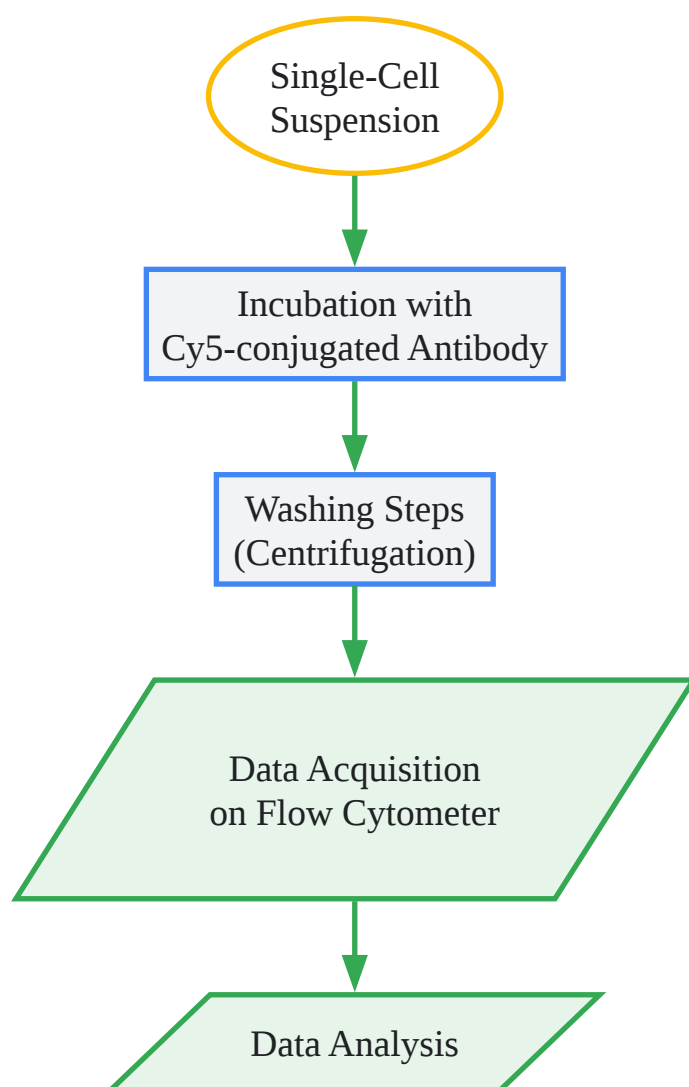 Single-Cell
Suspension
Incubation with
Cy5-conjugated Antibody
Washing Steps
(Centrifugation)
Data Acquisition
on Flow Cytometer
Data Analysis